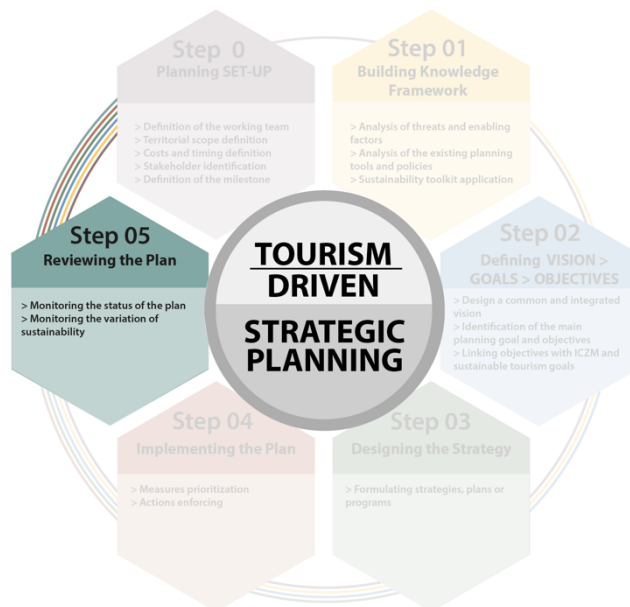 Step 0
Planning SET-UP
> Definition of the working team
> Territorial scope definition
> Costs and timing definition
> Stakeholder identification
> Definition of the milestone
Step 01
Building Knowledge
Framework
> Analysis of threats and enabling
factors
> Analysis of the existing planning
tools and policies
> Sustainability toolkit application
Step 02
Defining VISION >
GOALS > OBJECTIVES
> Design a common and integrated
vision
> Identification of the main
planning goal and objectives
> Linking objectives with ICZM and
sustainable tourism goals
Step 03
Designing the Strategy
> Formulating strategies, plans or
programs
Step 04
Implementing the Plan
> Measures prioritization
> Actions enforcing
Step 05
Reviewing the Plan
> Monitoring the status of the plan
> Monitoring the variation of
sustainability
TOURISM
DRIVEN
STRATEGIC
PLANNING